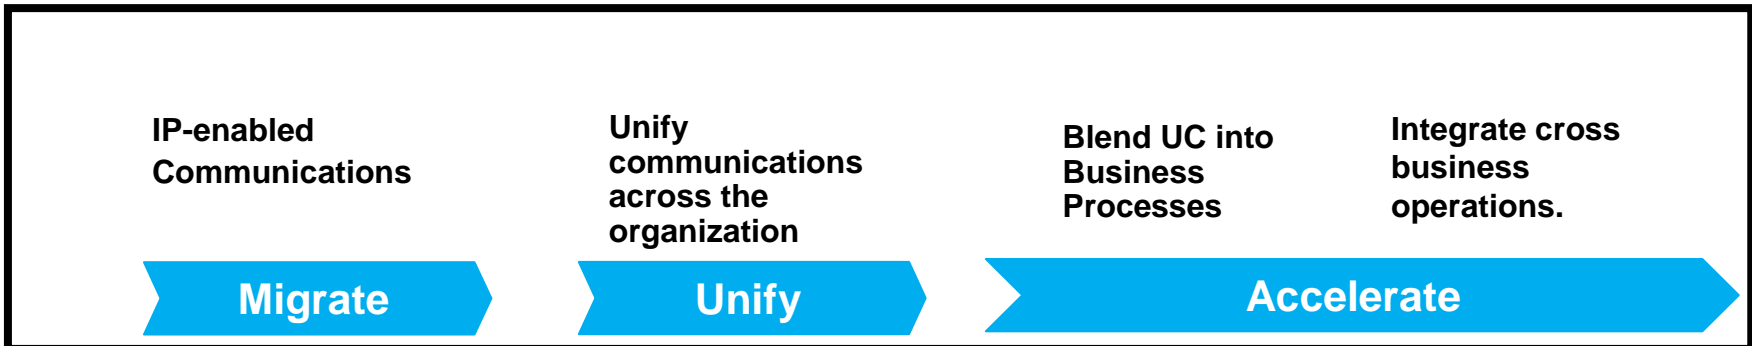 IP-enabled
Communications
Unify
communications
across the
organization
Blend UC into
Business
Processes
Integrate cross
business
operations.
Migrate
Unify
Accelerate